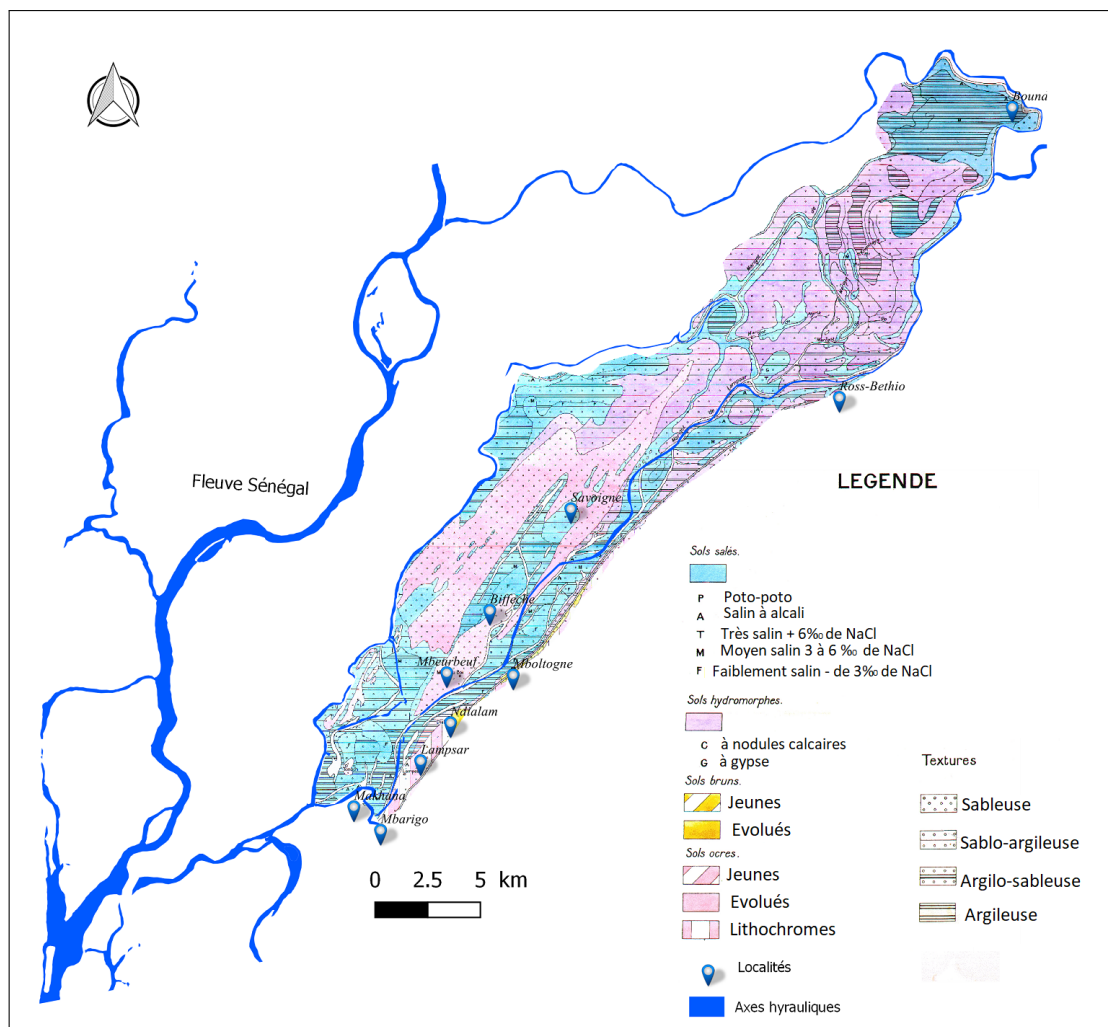 Bouna
Ross-Bethio
Fleuve Sénégal
LEGENDE
Savoigne
Biffeche
Mbeurbeuf
Mboltogne
Ndialam
Lampsar
Makhana
Mbarigo
0 2.5 5 km
Sols salés.
P Poto-poto
A Salin à alcali
T Très salin + 6‰ de NaCl
M Moyen salin 3 à 6 ‰ de NaCl
F Faiblement salin - de 3‰ de NaCl
Sols hydromorphes.
C à nodules calcaires
G à gypse
Sols bruns.
Jeunes
Evolués
Sols ocres.
Jeunes
Evolués
Lithochromes
Localités
Axes hyrauliques
Textures
Sableuse
Sablo-argileuse
Argilo-sableuse
Argileuse